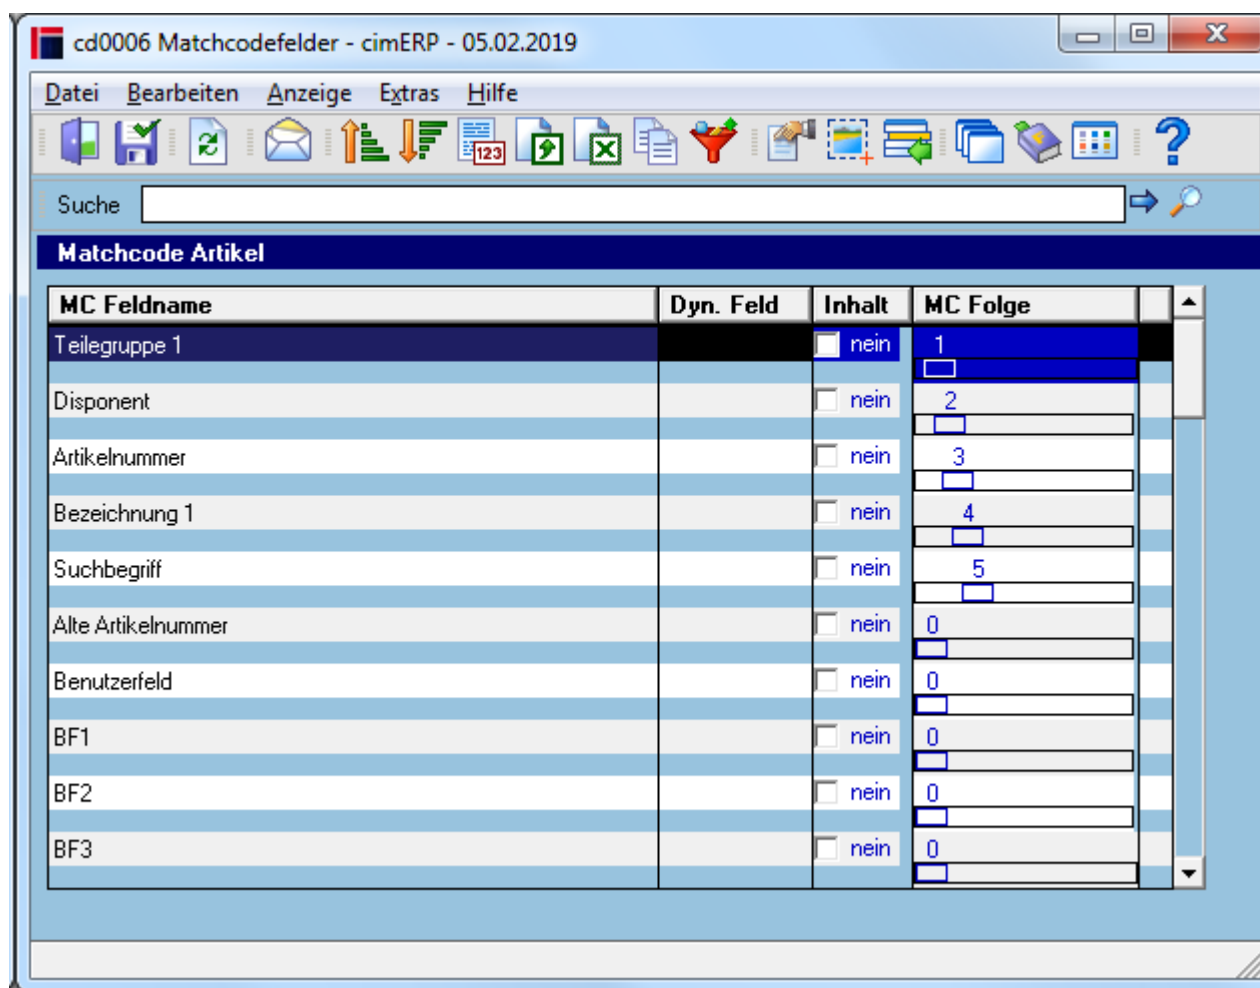 cd0006 Matchcodefelder - cimERP - 05.02.2019
Datei Bearbeiten Anzeige Extras Hilfe
123
Suche
Matchcode Artikel
MC Feldname Dyn. Feld Inhalt MC Folge
Teilegruppe 1 nein 1
Disponent nein 2
Artikelnummer nein 3
Bezeichnung 1 nein 4
Suchbegriff nein 5
Alte Artikelnummer nein 0
Benutzerfeld nein 0
BF1 nein 0
BF2 nein 0
BF3 nein 0